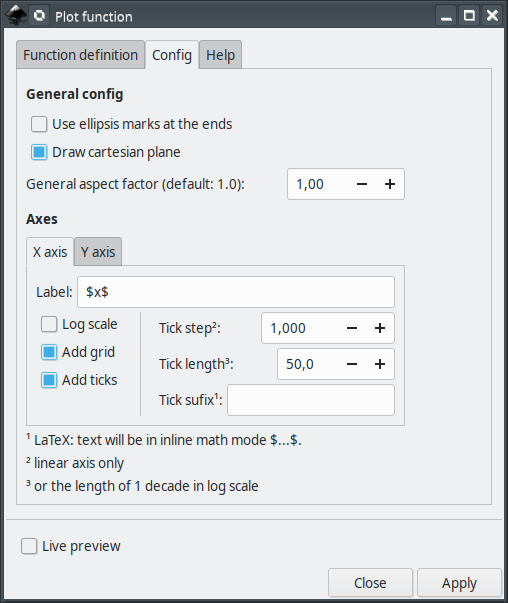 Plot function
Function definition Config Help
General config
Use ellipsis marks at the ends
Draw cartesian plane
General aspect factor (default: 1.0): 1,00 − +
Axes
X axis Y axis
Label: $x$
Log scale
Add grid
Add ticks
Tick step²: 1,000 − +
Tick length³: 50,0 − +
Tick sufix¹:
¹ LaTeX: text will be in inline math mode $...$.
² linear axis only
³ or the length of 1 decade in log scale
Live preview
Close Apply